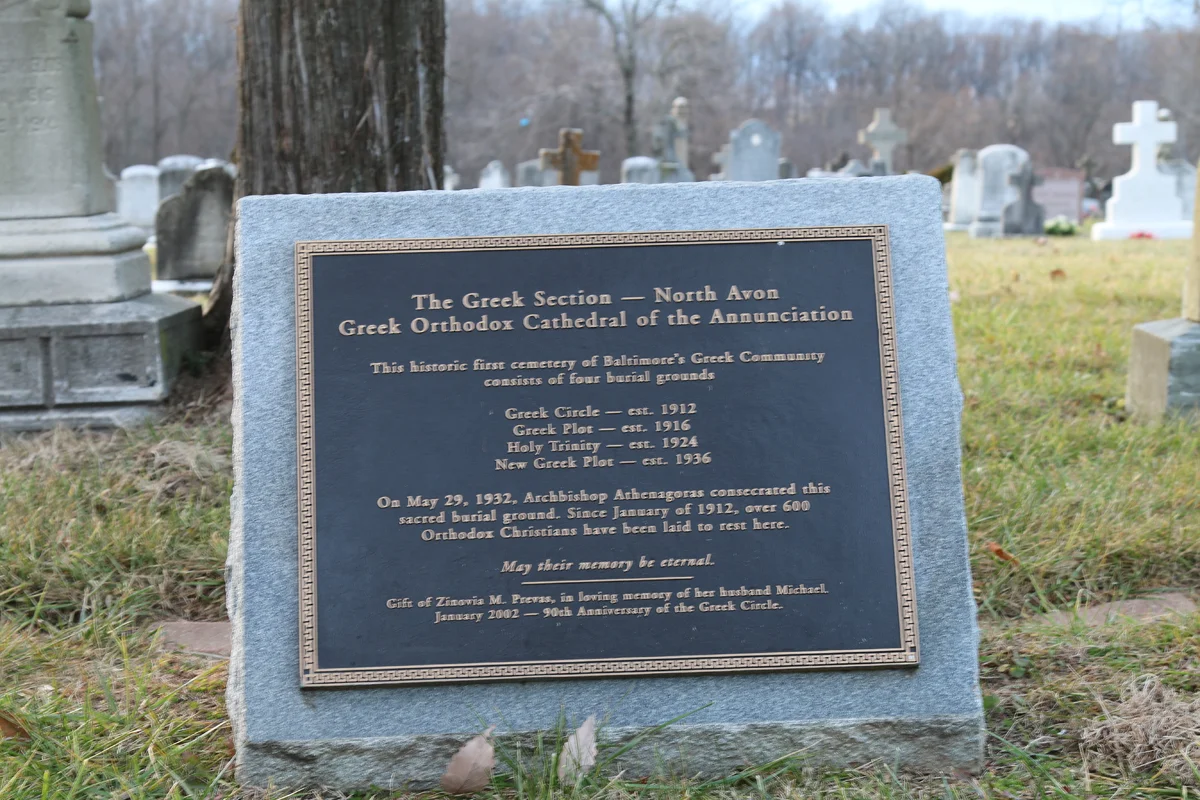 The Greek Section — North Avon
Greek Orthodox Cathedral of the Annunciation
This historic first cemetery of Baltimore's Greek Community
consists of four burial grounds
Greek Circle — est. 1912
Greek Plot — est. 1916
Holy Trinity — est. 1924
New Greek Plot — est. 1936
On May 29, 1932, Archbishop Athenagoras consecrated this
sacred burial ground. Since January of 1912, over 600
Orthodox Christians have been laid to rest here.
May their memory be eternal.
Gift of Zinovia M. Prevas, in loving memory of her husband Michael.
January 2002 — 90th Anniversary of the Greek Circle.